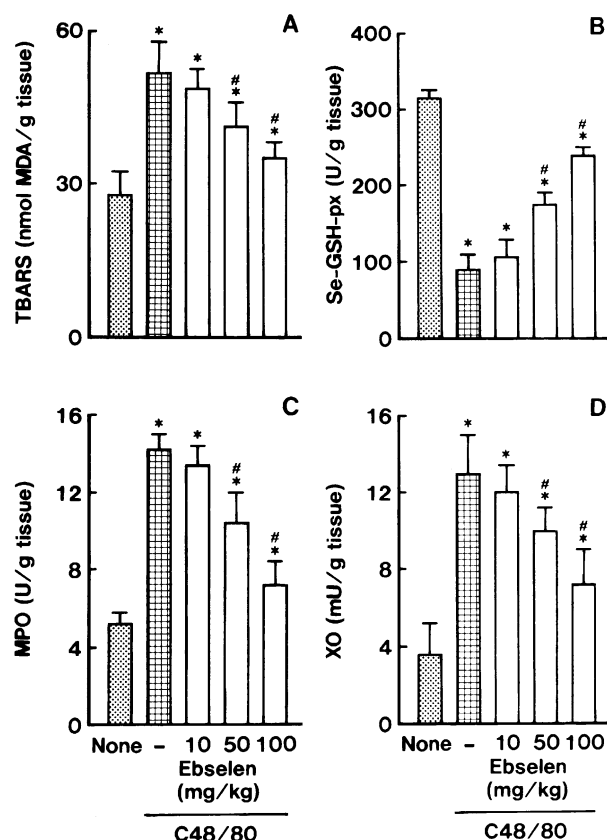 A
TBARS (nmol MDA/g tissue)
60
30
0
*
*
#
*
#
*
B
Se-GSH-px (U/g tissue)
400
300
200
100
0
*
*
#
*
#
*
C
MPO (U/g tissue)
16
12
8
4
0
*
*
#
*
#
*
None – 10 50 100
Ebselen
(mg/kg)
C48/80
D
XO (mU/g tissue)
16
12
8
4
0
*
*
#
*
#
*
None – 10 50 100
Ebselen
(mg/kg)
C48/80